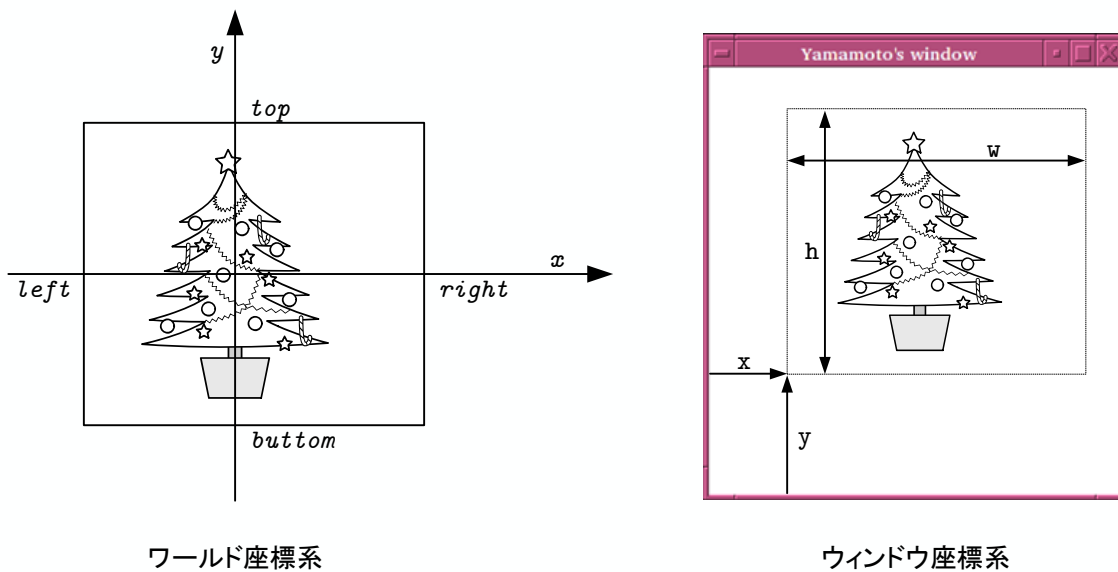 y
top
x
left
right
buttom
ワールド座標系
Yamamoto's window
w
h
x
y
ウィンドウ座標系